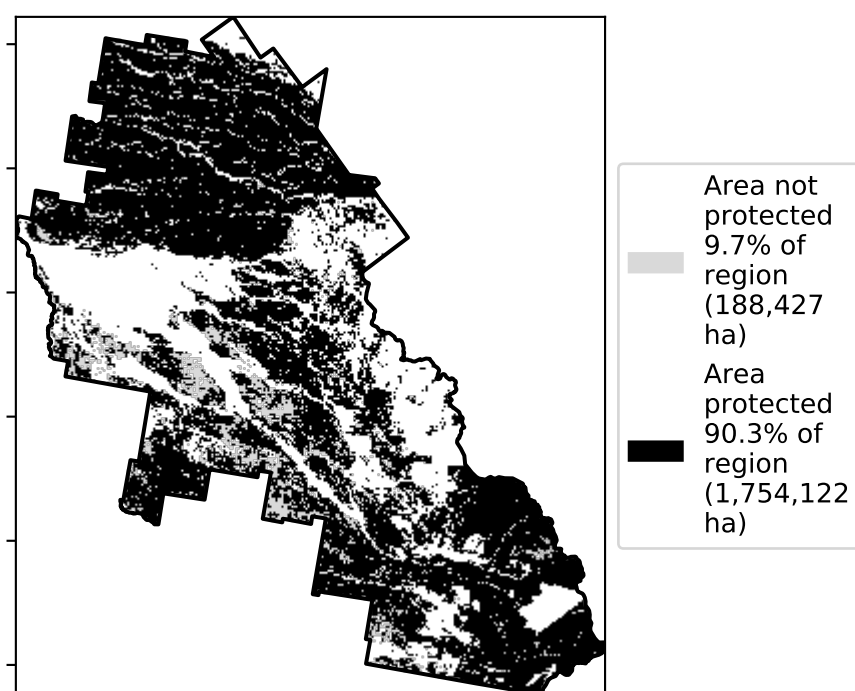 Area not
protected
9.7% of
region
(188,427
ha)
Area
protected
90.3% of
region
(1,754,122
ha)